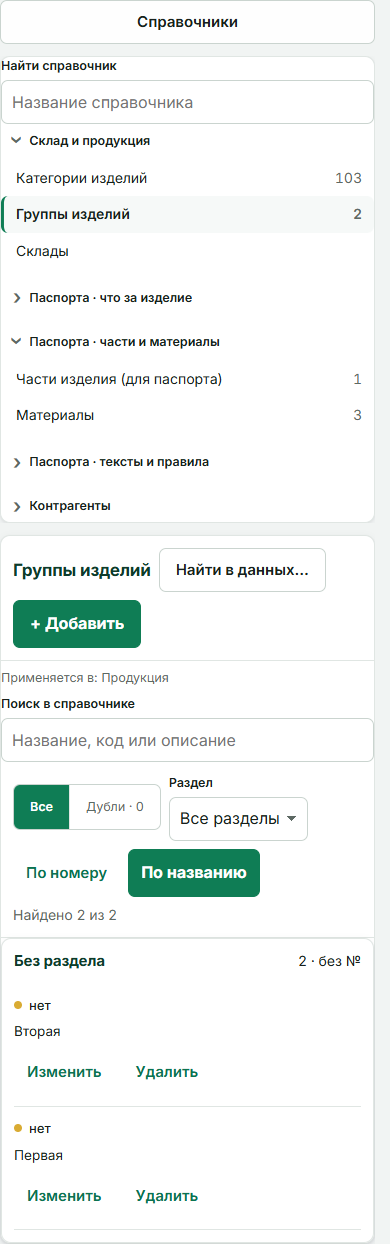 Справочники
Найти справочник
Название справочника
Склад и продукция
Категории изделий 103
Группы изделий 2
Склады
Паспорта · что за изделие
Паспорта · части и материалы
Части изделия (для паспорта) 1
Материалы 3
Паспорта · тексты и правила
Контрагенты
Группы изделий Найти в данных...
+ Добавить
Применяется в: Продукция
Поиск в справочнике
Название, код или описание
Раздел
Все Дубли · 0 Все разделы
По номеру По названию
Найдено 2 из 2
Без раздела 2 · без №
нет
Вторая
Изменить Удалить
нет
Первая
Изменить Удалить